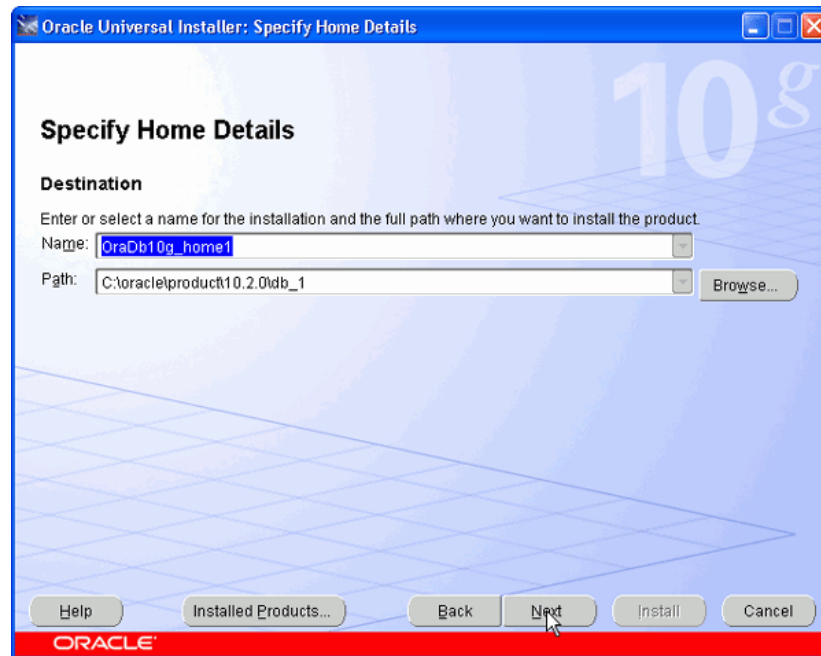 Oracle Universal Installer: Specify Home Details
10g
Specify Home Details
Destination
Enter or select a name for the installation and the full path where you want to install the product.
Name: OraDb10g_home1
Path: C:\oracle\product\10.2.0\db_1 Browse...
Help Installed Products... Back Next Install Cancel
ORACLE